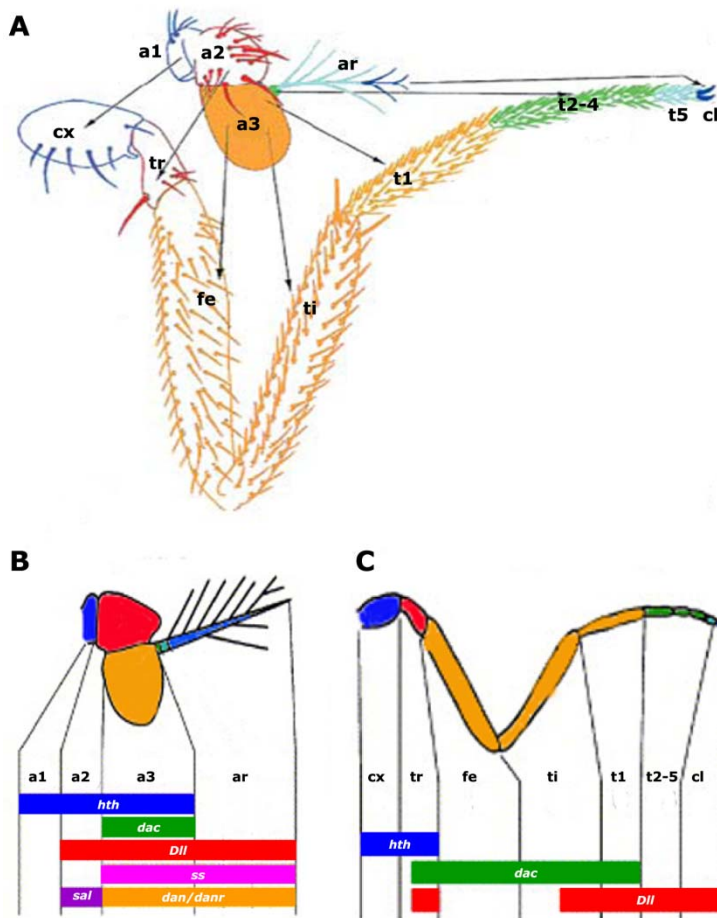 A
a1 a2 ar
a3
cx
tr
t2-4 t5 cl
t1
fe ti
B C
a1 a2 a3 ar
hth
dac
Dll
ss
sal dan/danr
cx tr fe ti t1 t2-5 cl
hth
dac
Dll